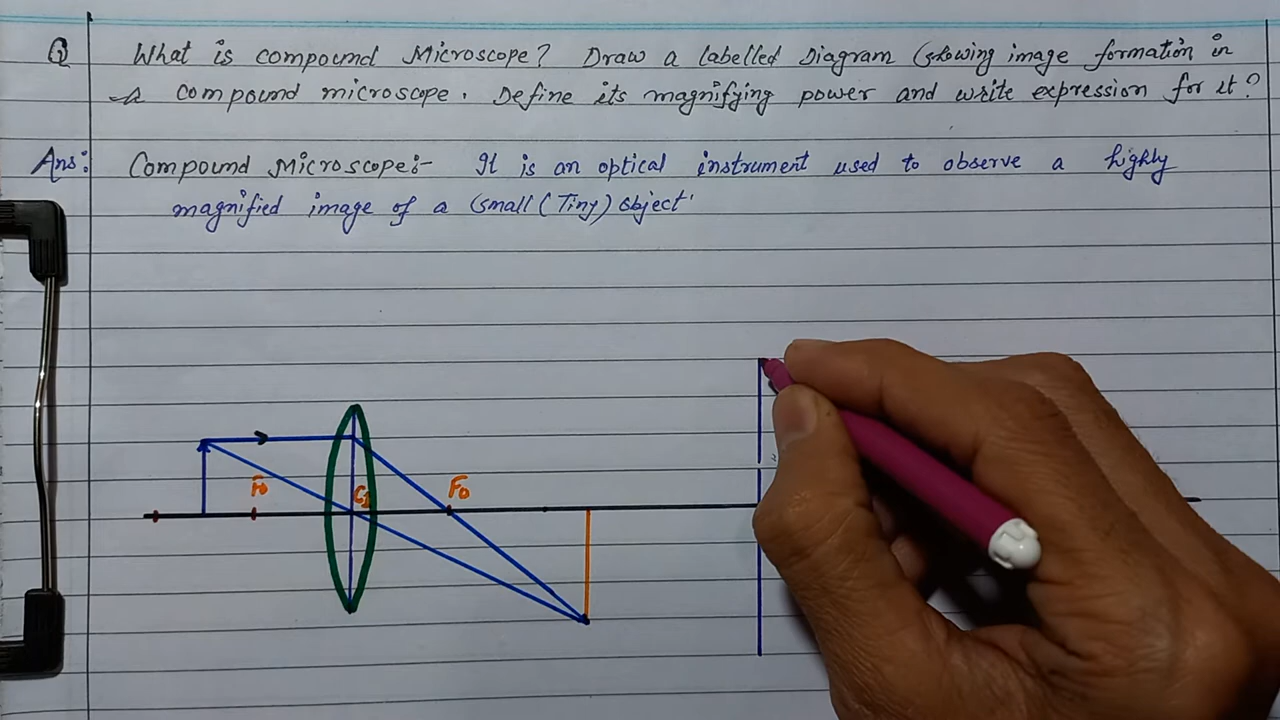 Q What is compound Microscope? Draw a labelled Diagram showing image formation in
a compound microscope. Define its magnifying power and write expression for it?
Ans: Compound Microscope:- It is an optical instrument used to observe a highly
magnified image of a small (Tiny) object.
Fo C1 Fo